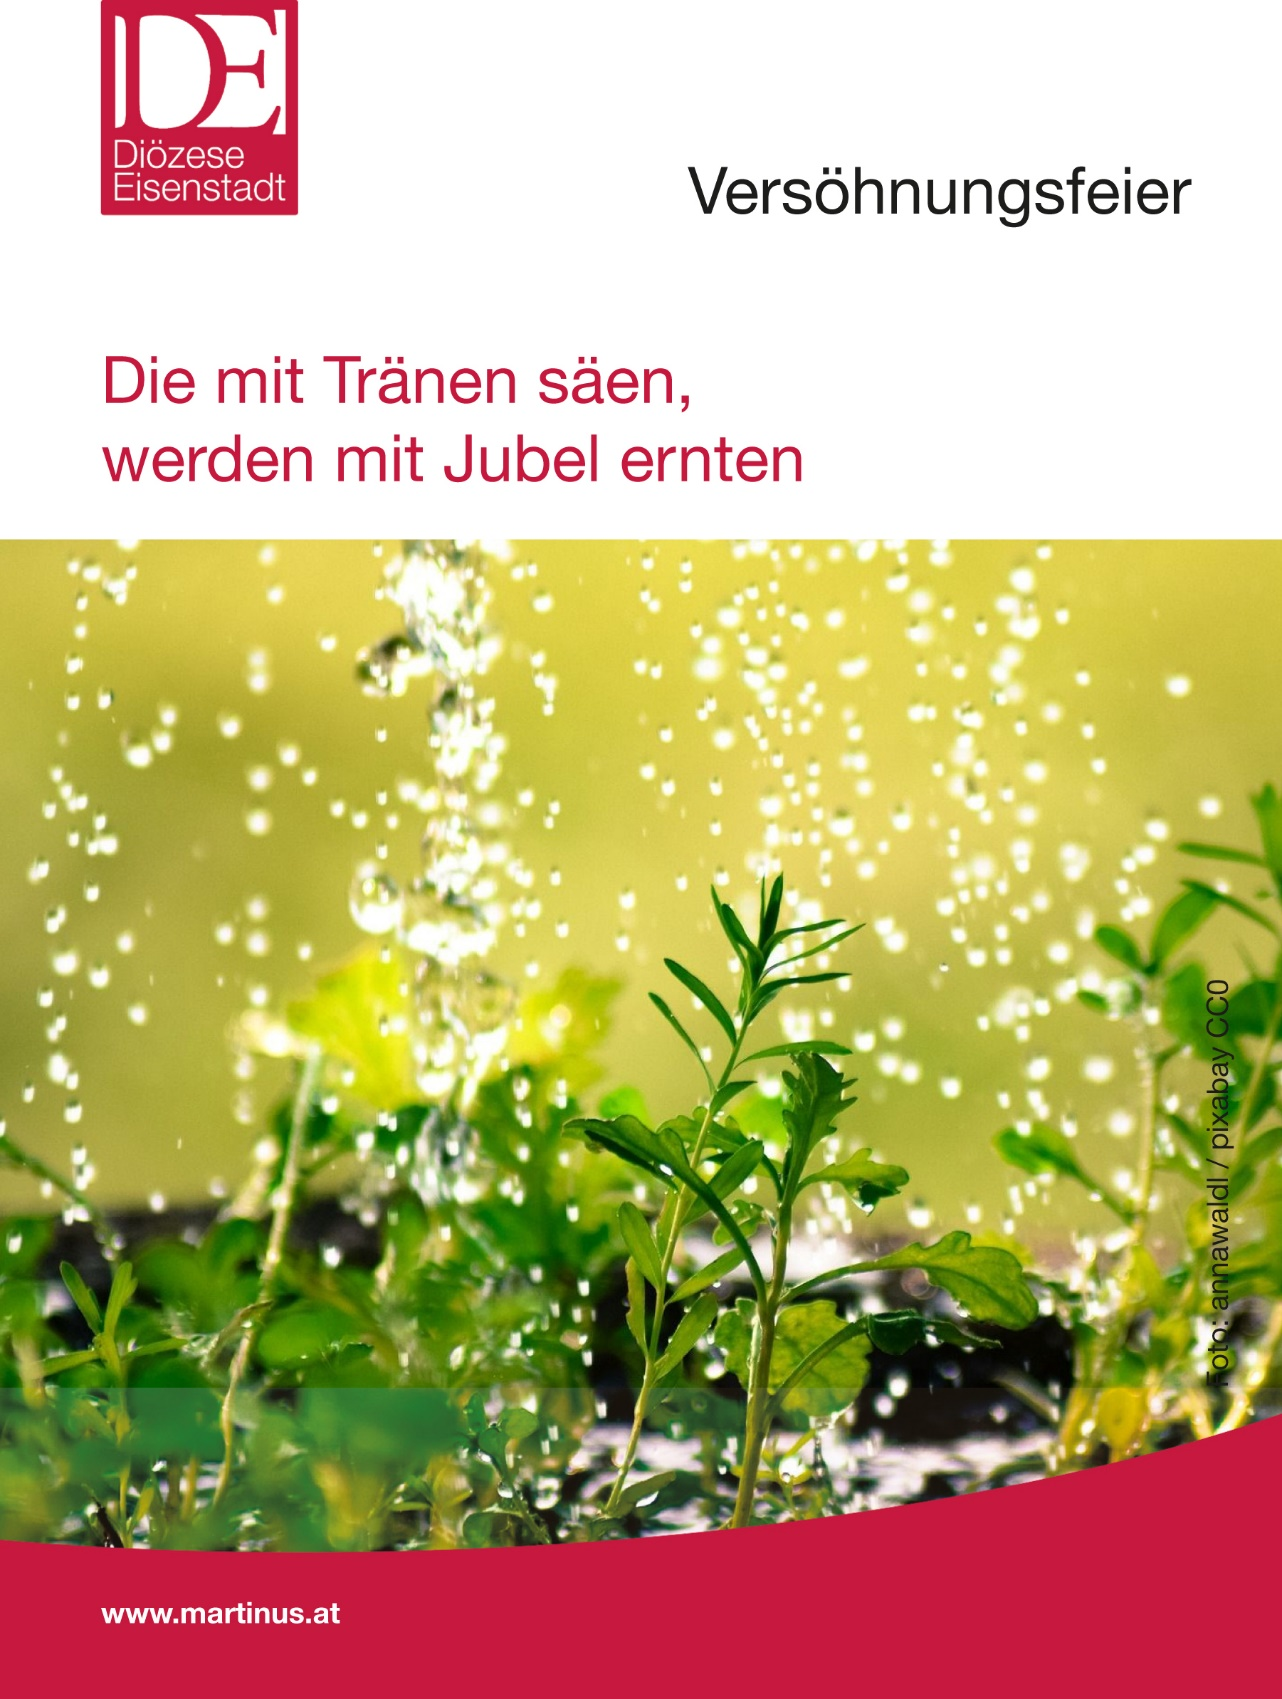 DE
Diözese
Eisenstadt
Versöhnungsfeier
Die mit Tränen säen,
werden mit Jubel ernten
Foto: annawaldl / pixabay CC0
www.martinus.at